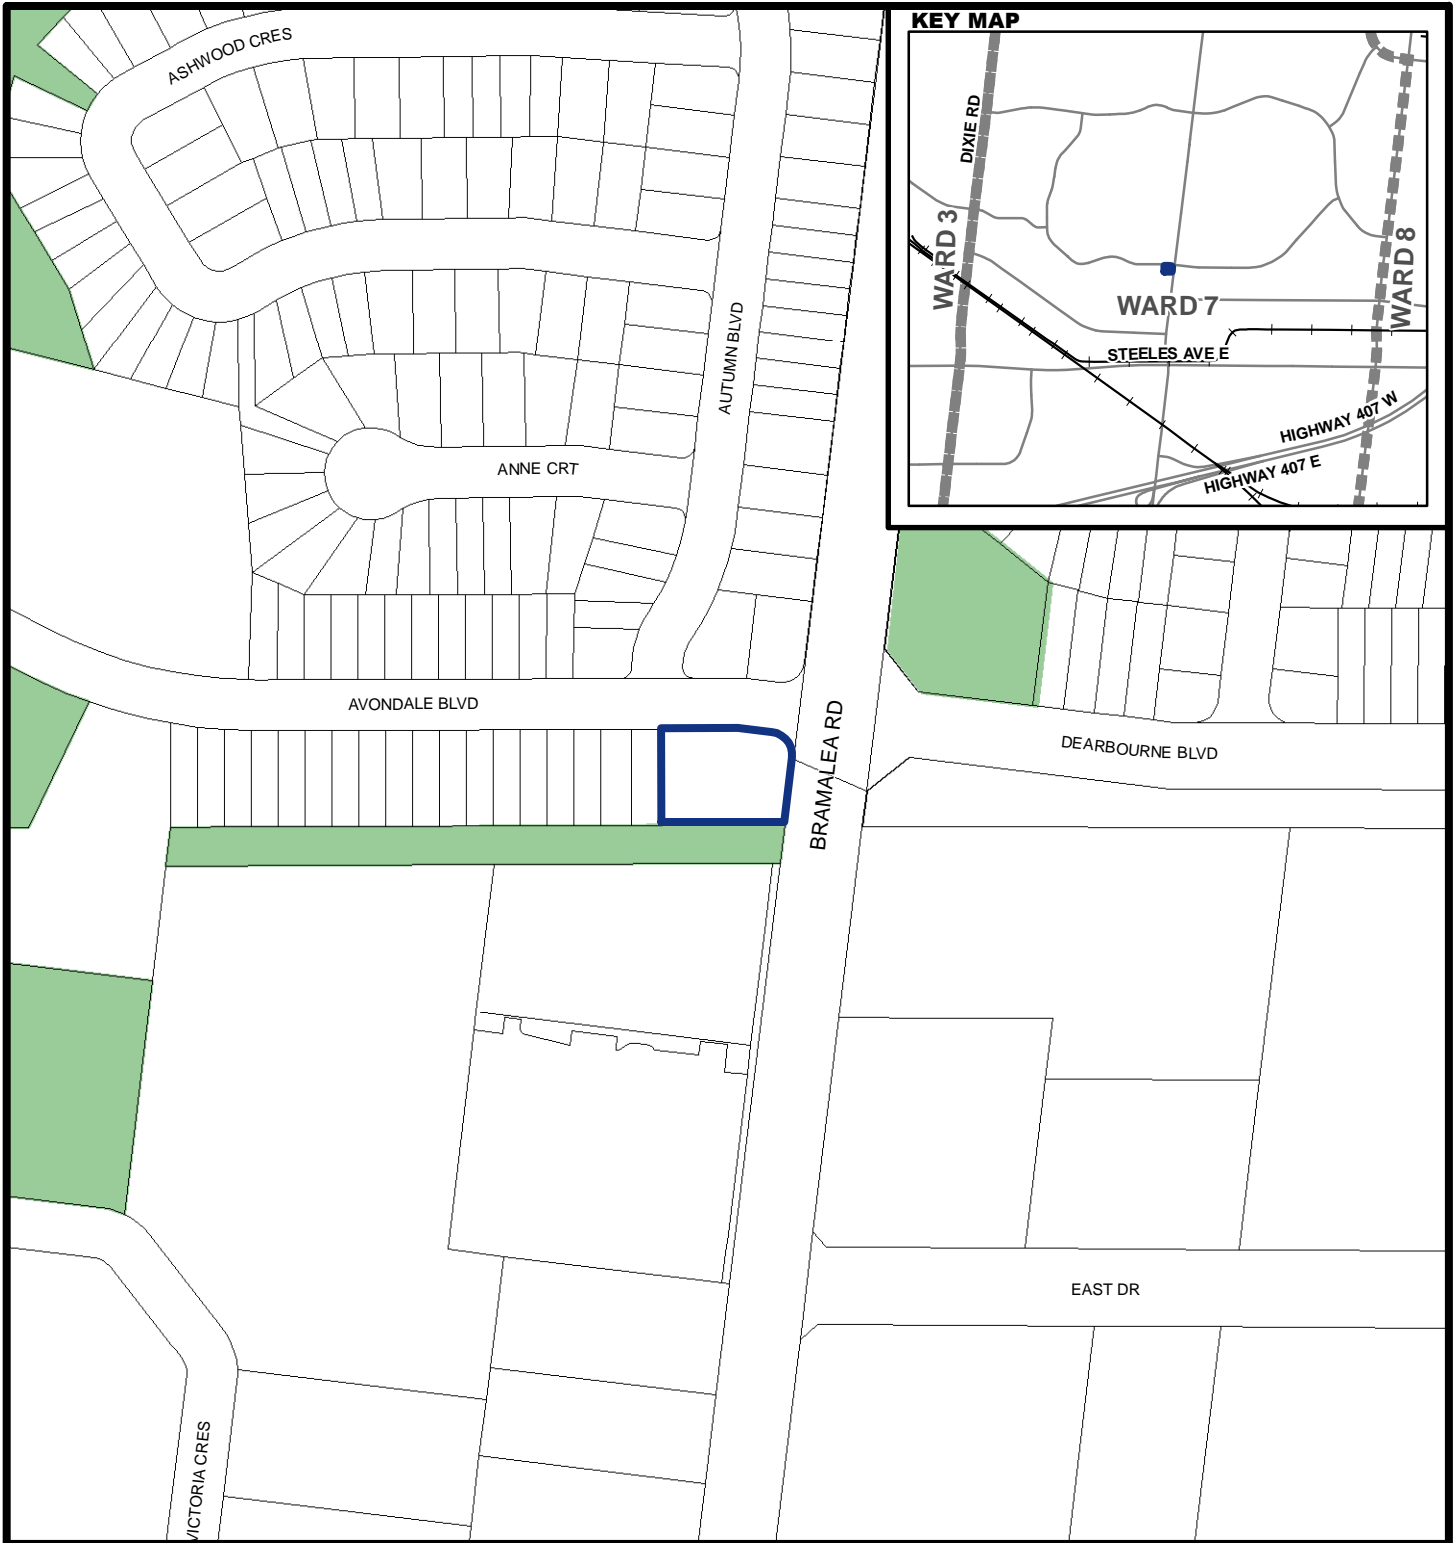 KEY MAP
ASHWOOD CRES
DIXIE RD
WARD 3
WARD 8
WARD 7
STEELES AVE E
HIGHWAY 407 W
HIGHWAY 407 E
AUTUMN BLVD
ANNE CRT
AVONDALE BLVD
BRAMALEA RD
DEARBOURNE BLVD
EAST DR
VICTORIA CRES